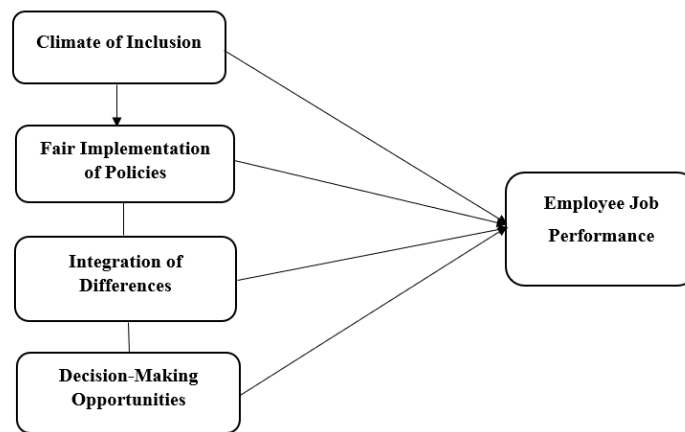 Climate of Inclusion
Fair Implementation
of Policies
Integration of
Differences
Decision-Making
Opportunities
Employee Job
Performance